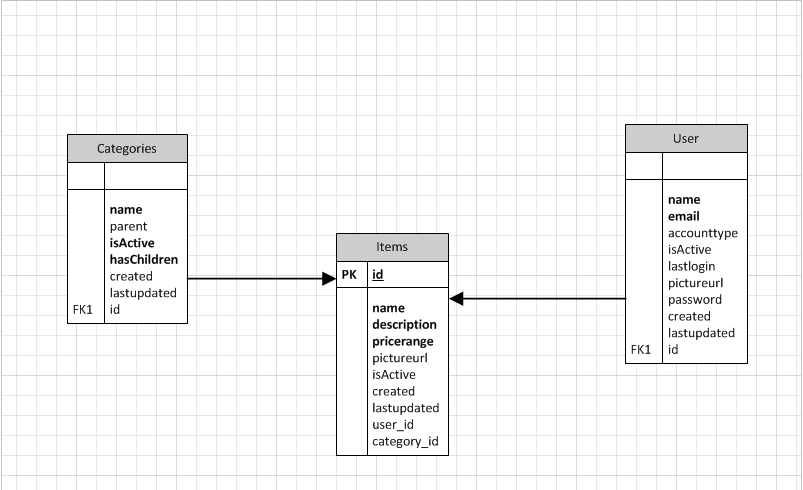 Categories
name
parent
isActive
hasChildren
created
lastupdated
FK1 id
Items
PK id
name
description
pricerange
pictureurl
isActive
created
lastupdated
user_id
category_id
User
name
email
accounttype
isActive
lastlogin
pictureurl
password
created
lastupdated
FK1 id